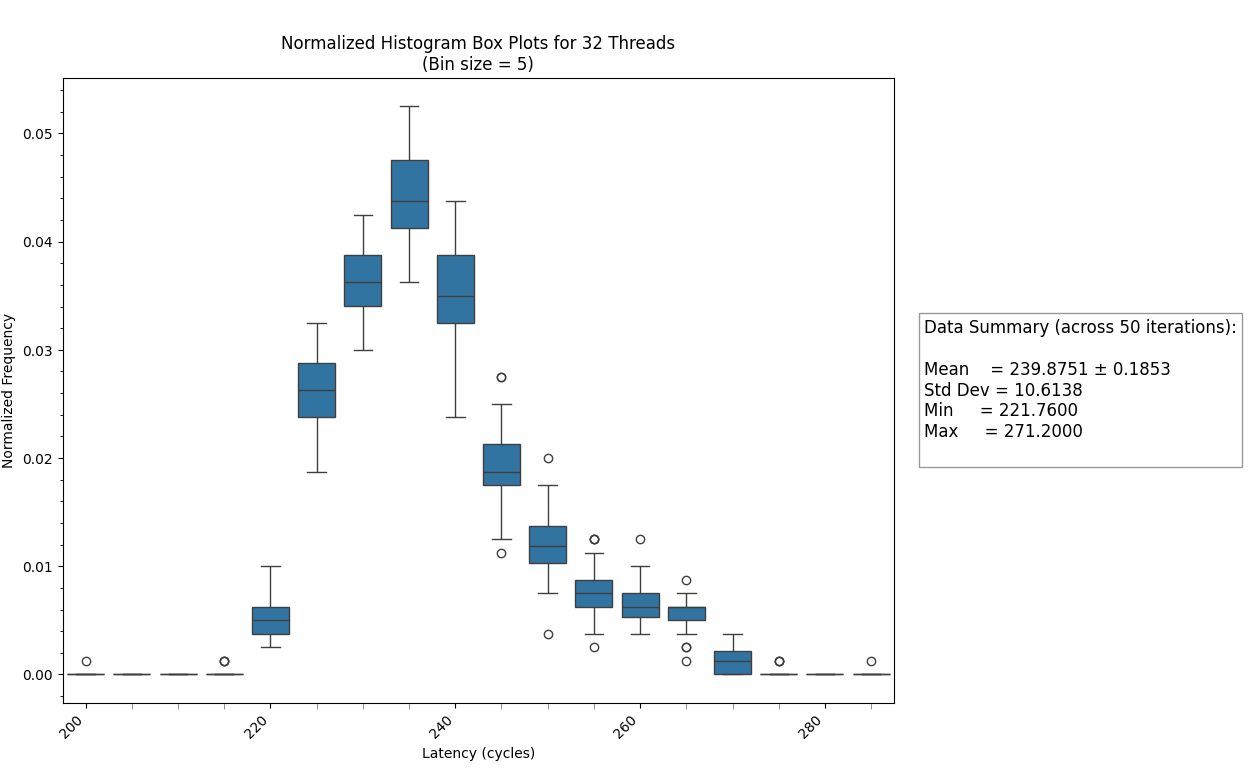 Normalized Histogram Box Plots for 32 Threads
(Bin size = 5)
Normalized Frequency
0.05
0.04
0.03
0.02
0.01
0.00
200
220
240
260
280
Latency (cycles)
Data Summary (across 50 iterations):
Mean = 239.8751 ± 0.1853
Std Dev = 10.6138
Min = 221.7600
Max = 271.2000